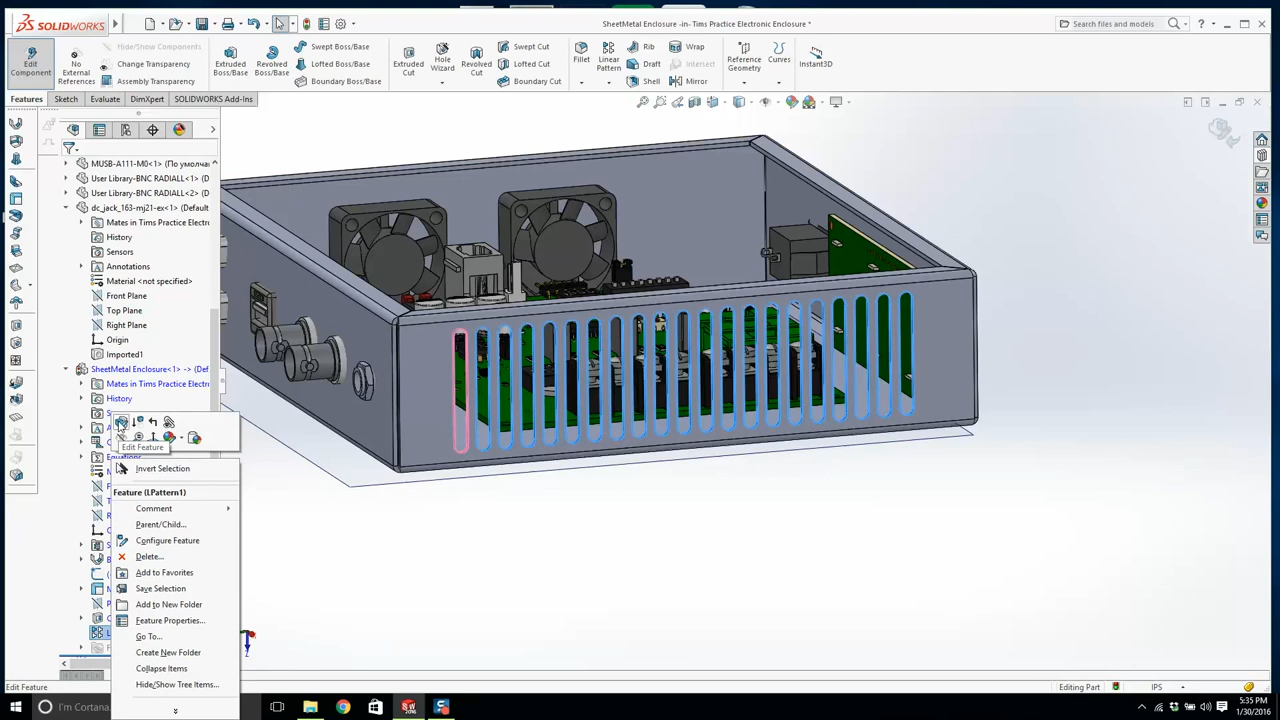 SOLIDWORKS
SheetMetal Enclosure -in- Tims Practice Electronic Enclosure *
Search files and models
Edit Component
No External References
Hide/Show Components
Change Transparency
Assembly Transparency
Extruded Boss/Base
Revolved Boss/Base
Swept Boss/Base
Lofted Boss/Base
Boundary Boss/Base
Extruded Cut
Hole Wizard
Revolved Cut
Swept Cut
Lofted Cut
Boundary Cut
Fillet
Linear Pattern
Rib
Draft
Shell
Wrap
Intersect
Mirror
Reference Geometry
Curves
Instant3D
Features
Sketch
Evaluate
DimXpert
SOLIDWORKS Add-Ins
MUSB-A111-M0<1> (По умолчан
User Library-BNC RADIALL<1> (D
User Library-BNC RADIALL<2> (D
dc_jack_163-mj21-ex<1> (Default
Mates in Tims Practice Electro
History
Sensors
Annotations
Material <not specified>
Front Plane
Top Plane
Right Plane
Origin
Imported1
SheetMetal Enclosure<1> -> (Def
Mates in Tims Practice Electro
History
Edit Feature
Equations
Invert Selection
Feature (LPattern1)
Comment
Parent/Child...
Configure Feature
Delete...
Add to Favorites
Save Selection
Add to New Folder
Feature Properties...
Go To...
Create New Folder
Collapse Items
Hide/Show Tree Items...
Edit Feature
Editing Part
IPS
I'm Cortana.
5:35 PM
1/30/2016